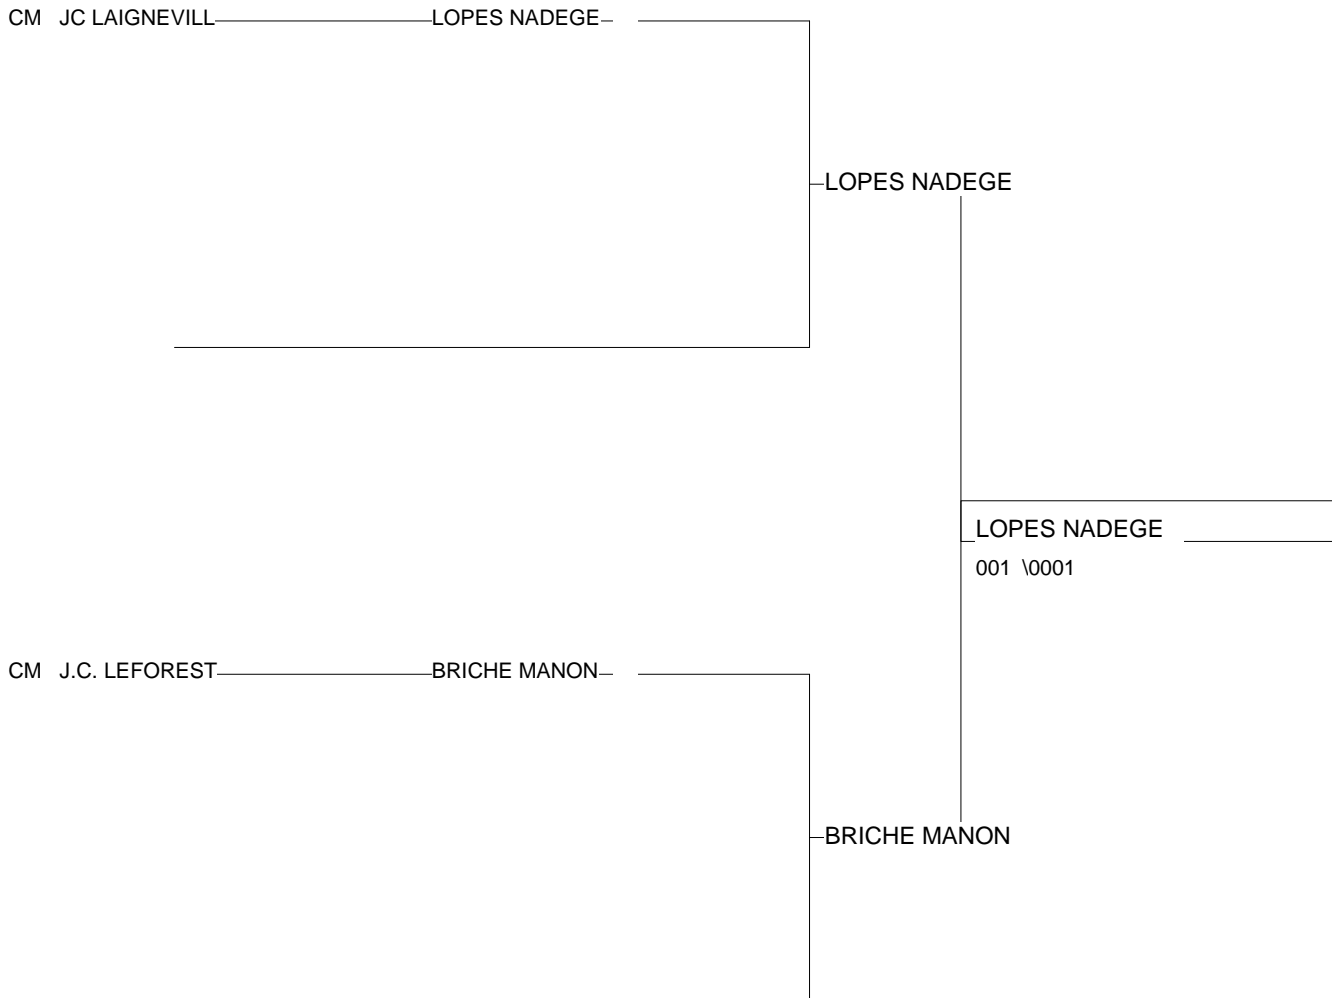 CM JC LAIGNEVILL LOPES NADEGE
LOPES NADEGE
LOPES NADEGE
001 \0001
CM J.C. LEFOREST BRICHE MANON
BRICHE MANON